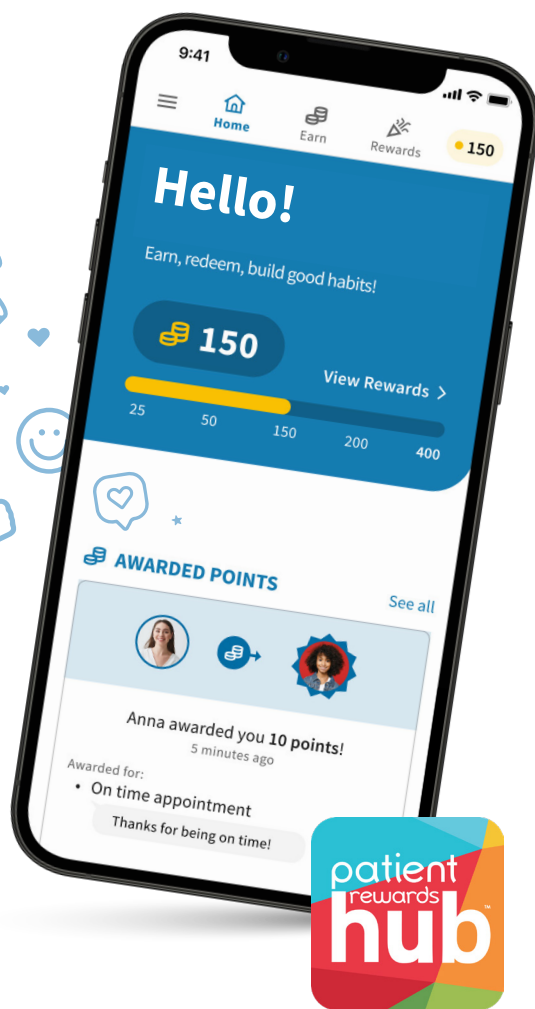 9:41
Home
Earn
Rewards
150
Hello!
Earn, redeem, build good habits!
150
View Rewards >
25 50 150 200 400
AWARDED POINTS
See all
Anna awarded you 10 points!
5 minutes ago
Awarded for:
• On time appointment
Thanks for being on time!
patient
rewards
hub™